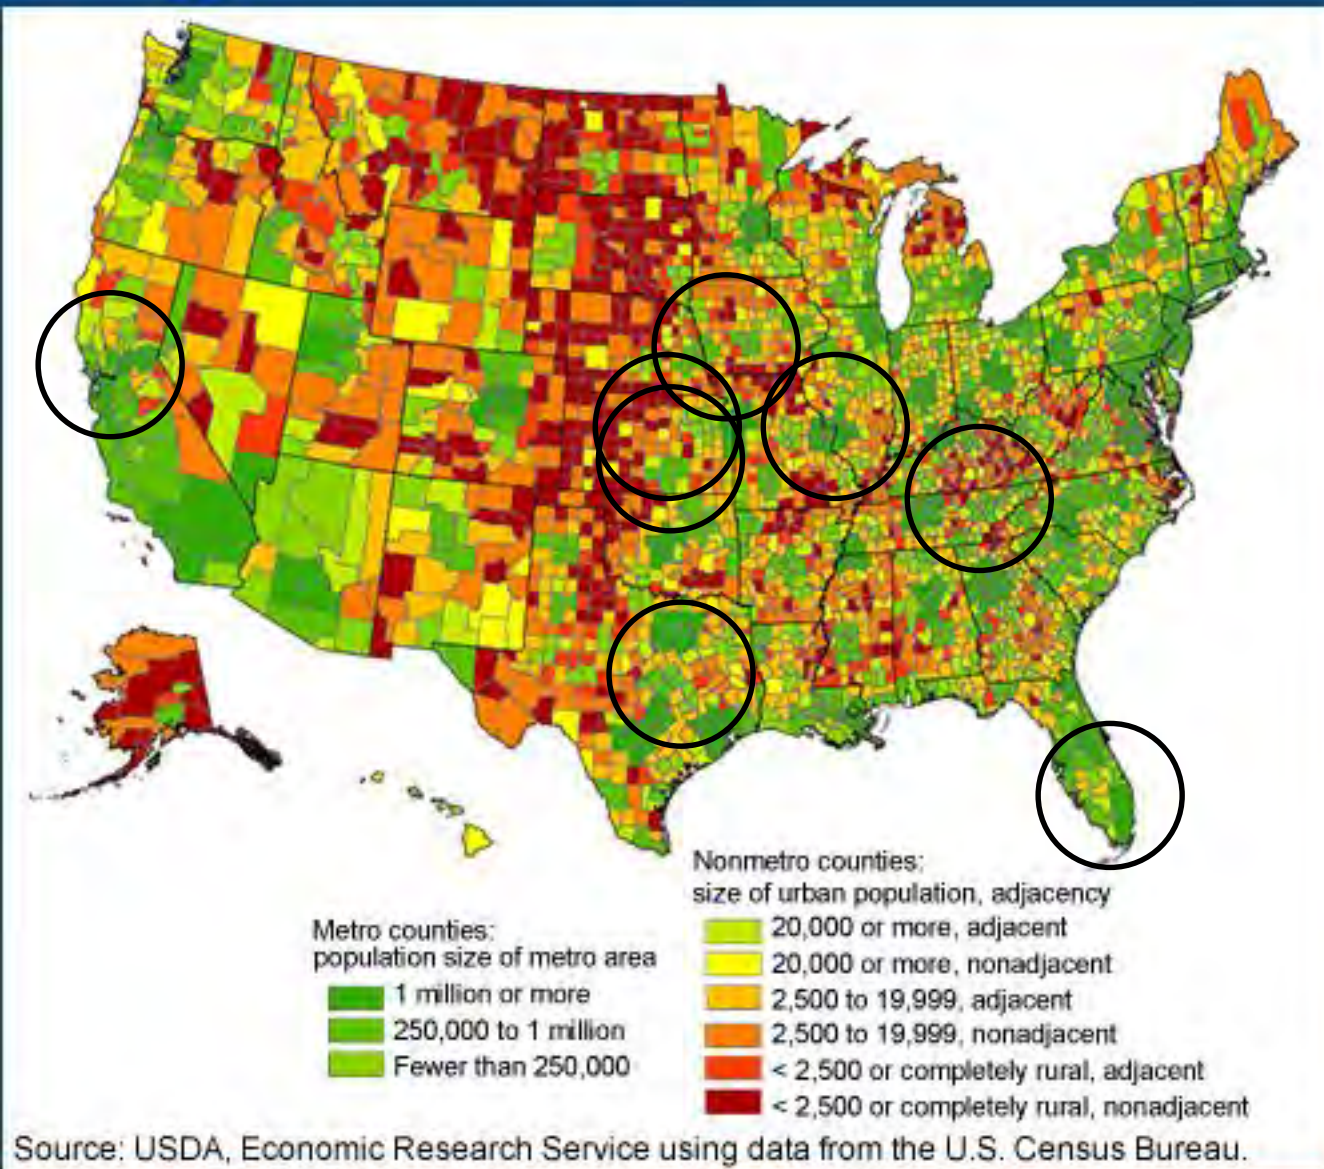 Metro counties:
population size of metro area
1 million or more
250,000 to 1 million
Fewer than 250,000
Nonmetro counties:
size of urban population, adjacency
20,000 or more, adjacent
20,000 or more, nonadjacent
2,500 to 19,999, adjacent
2,500 to 19,999, nonadjacent
< 2,500 or completely rural, adjacent
< 2,500 or completely rural, nonadjacent
Source: USDA, Economic Research Service using data from the U.S. Census Bureau.